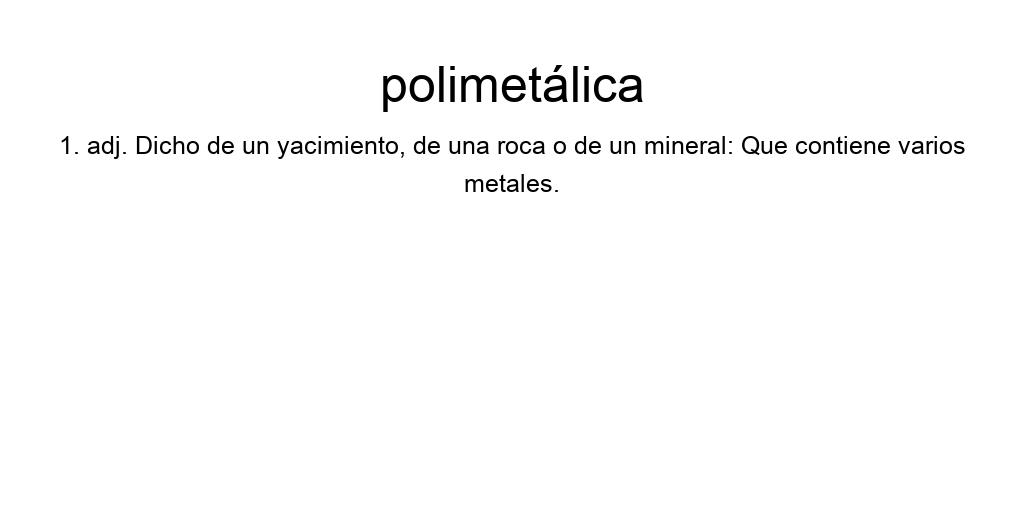 polimetálica
1. adj. Dicho de un yacimiento, de una roca o de un mineral: Que contiene varios
metales.